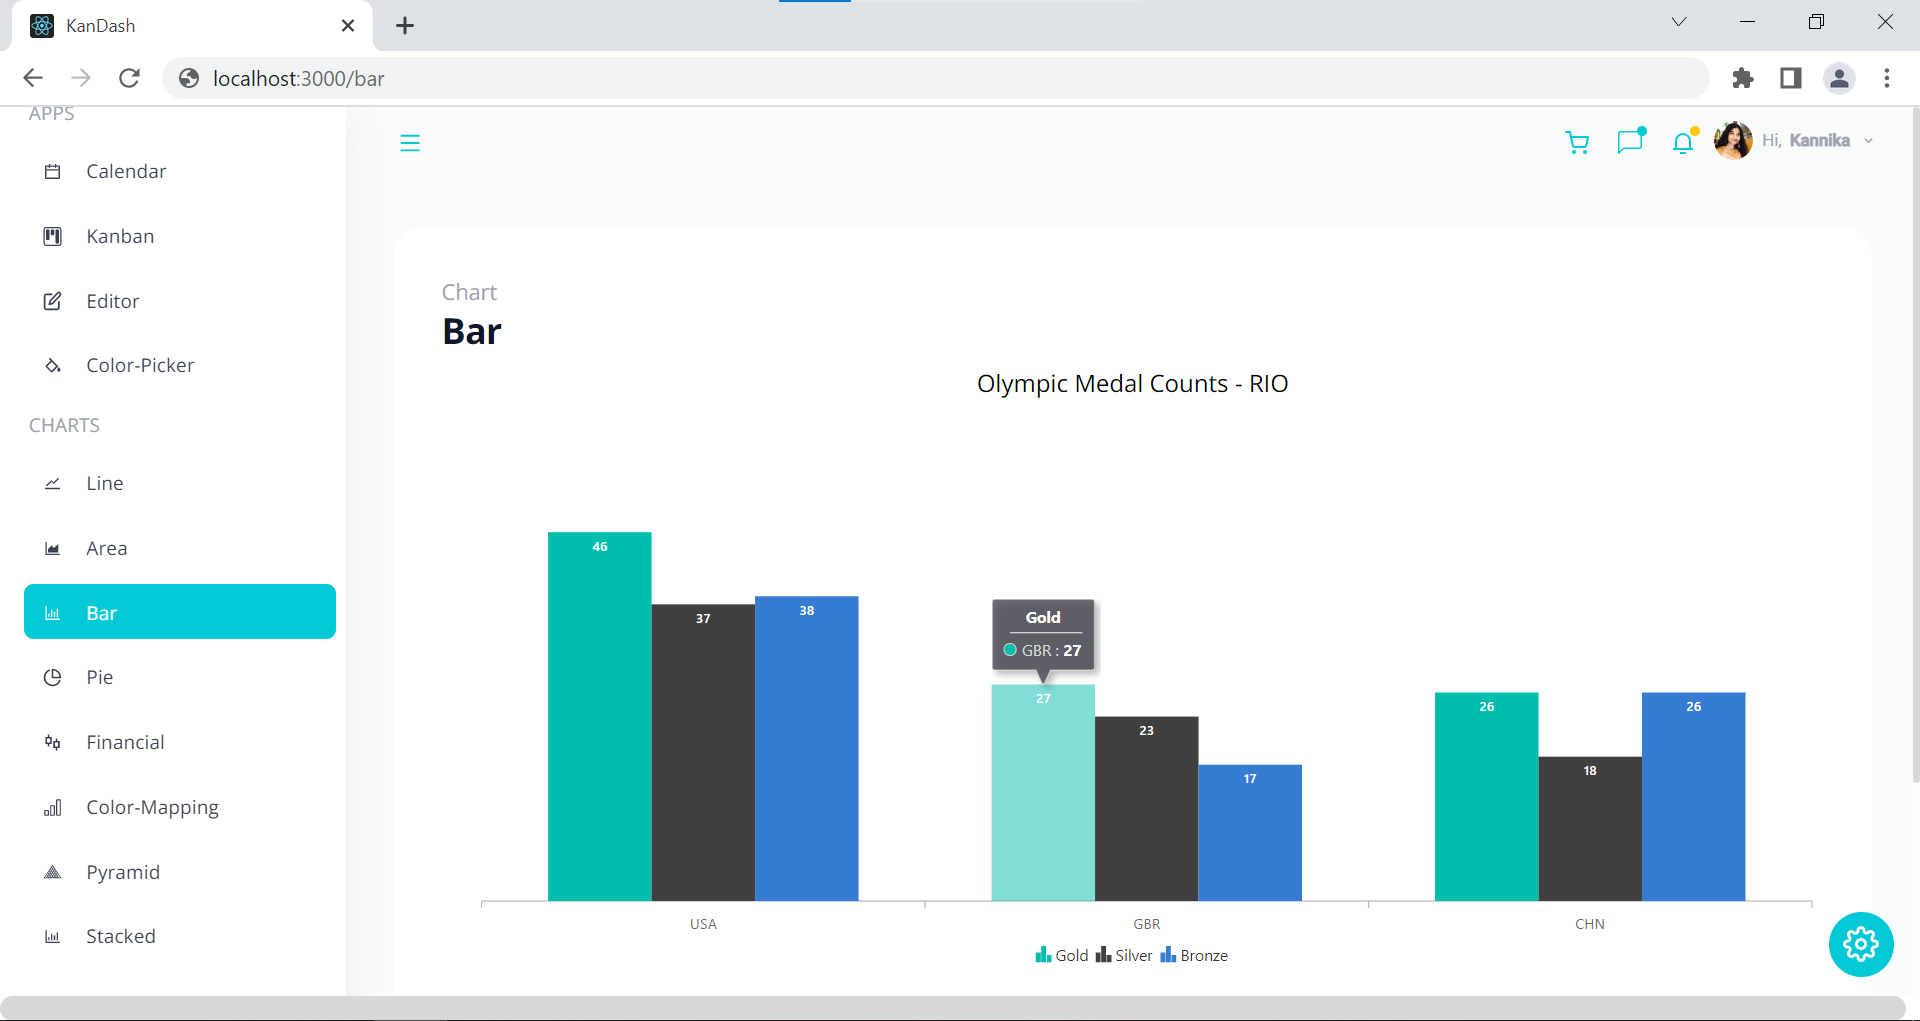 KanDash
localhost:3000/bar
APPS
Calendar
Kanban
Editor
Color-Picker
CHARTS
Line
Area
Bar
Pie
Financial
Color-Mapping
Pyramid
Stacked
Hi, Kannika
Chart
Bar
Olympic Medal Counts - RIO
46
37
38
Gold
GBR : 27
27
23
17
26
18
26
USA GBR CHN
Gold Silver Bronze